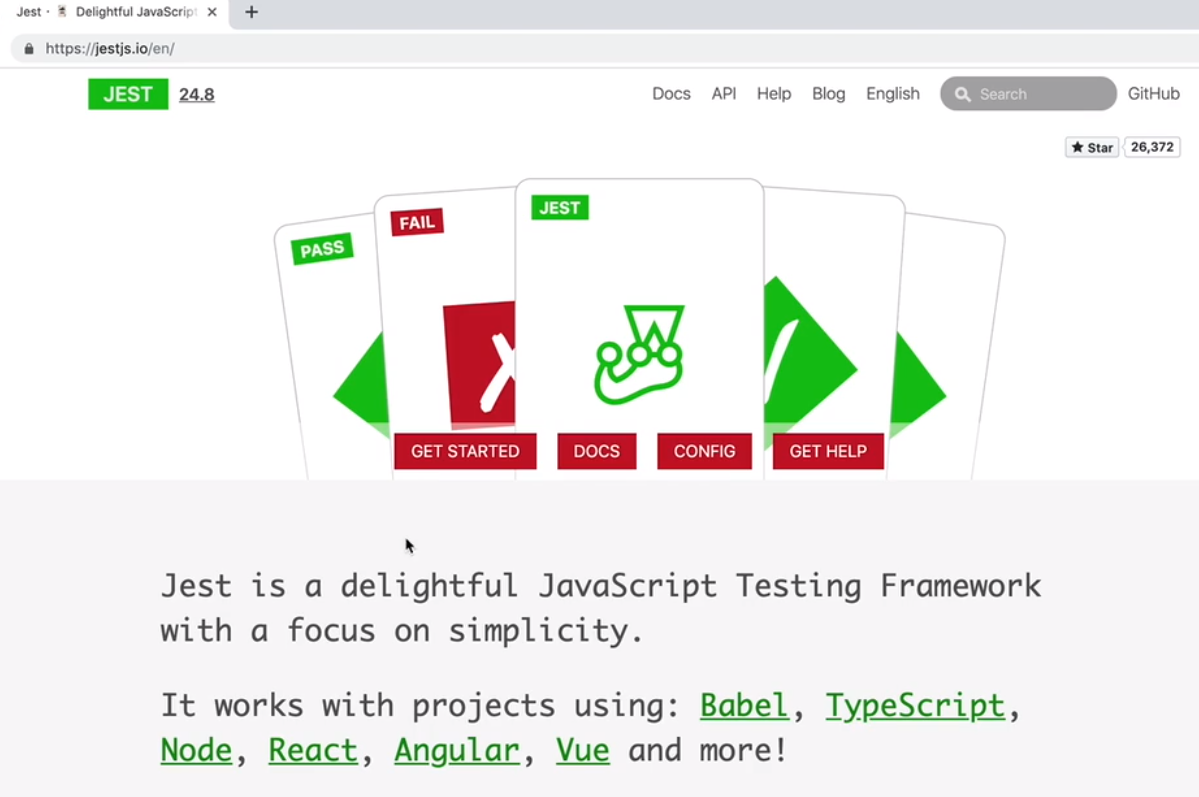 Jest · Delightful JavaScript
https://jestjs.io/en/
JEST 24.8 Docs API Help Blog English Search GitHub
Star 26,372
PASS
FAIL
JEST
GET STARTED DOCS CONFIG GET HELP
Jest is a delightful JavaScript Testing Framework
with a focus on simplicity.
It works with projects using: Babel, TypeScript,
Node, React, Angular, Vue and more!